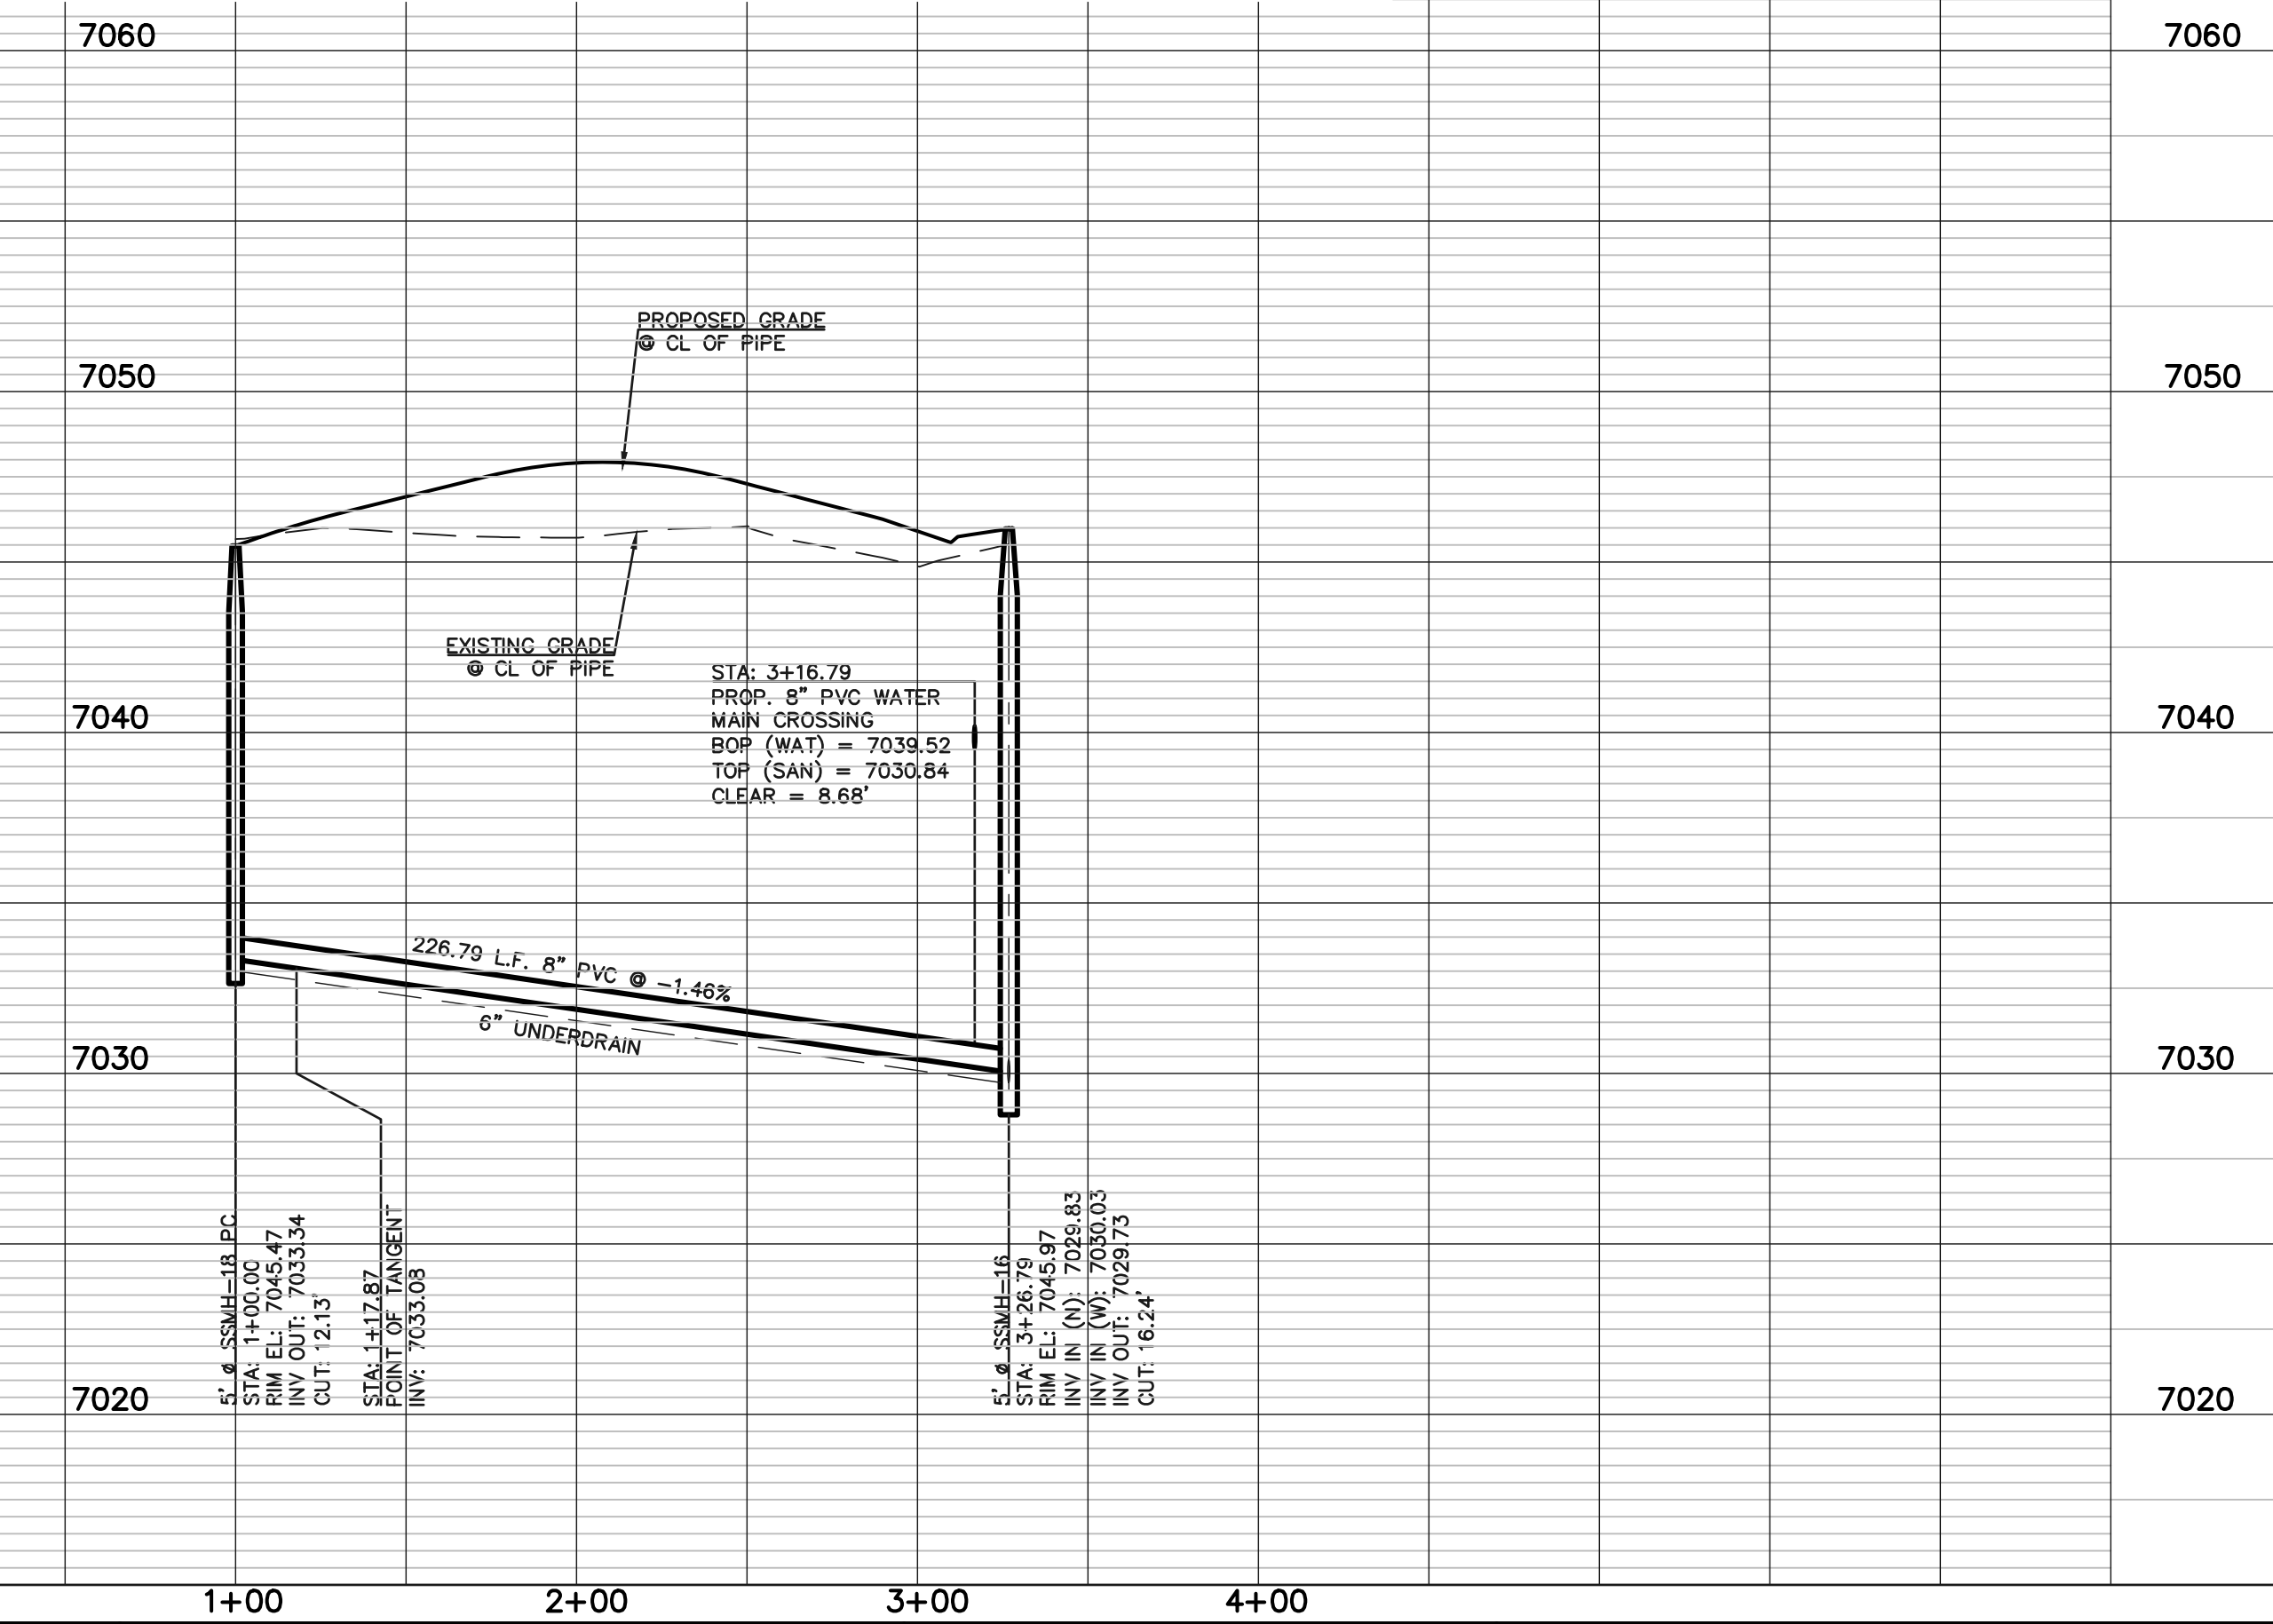 7060
7060
PROPOSED GRADE
@ CL OF PIPE
7050
7050
EXISTING GRADE
@ CL OF PIPE
STA: 3+16.79
PROP. 8" PVC WATER
MAIN CROSSING
BOP (WAT) = 7039.52
TOP (SAN) = 7030.84
CLEAR = 8.68'
7040
7040
226.79 L.F. 8" PVC @ -1.46%
6" UNDERDRAIN
7030
7030
5' ø SSMH-18 PC
STA: 1+00.00
RIM EL: 7045.47
INV OUT: 7033.34
CUT: 12.13'
STA: 1+17.87
POINT OF TANGENT
INV: 7033.08
5' ø SSMH-16
STA: 3+26.79
RIM EL: 7045.97
INV IN (N): 7029.83
INV IN (W): 7030.03
INV OUT: 7029.73
CUT: 16.24'
7020
7020
1+00
2+00
3+00
4+00